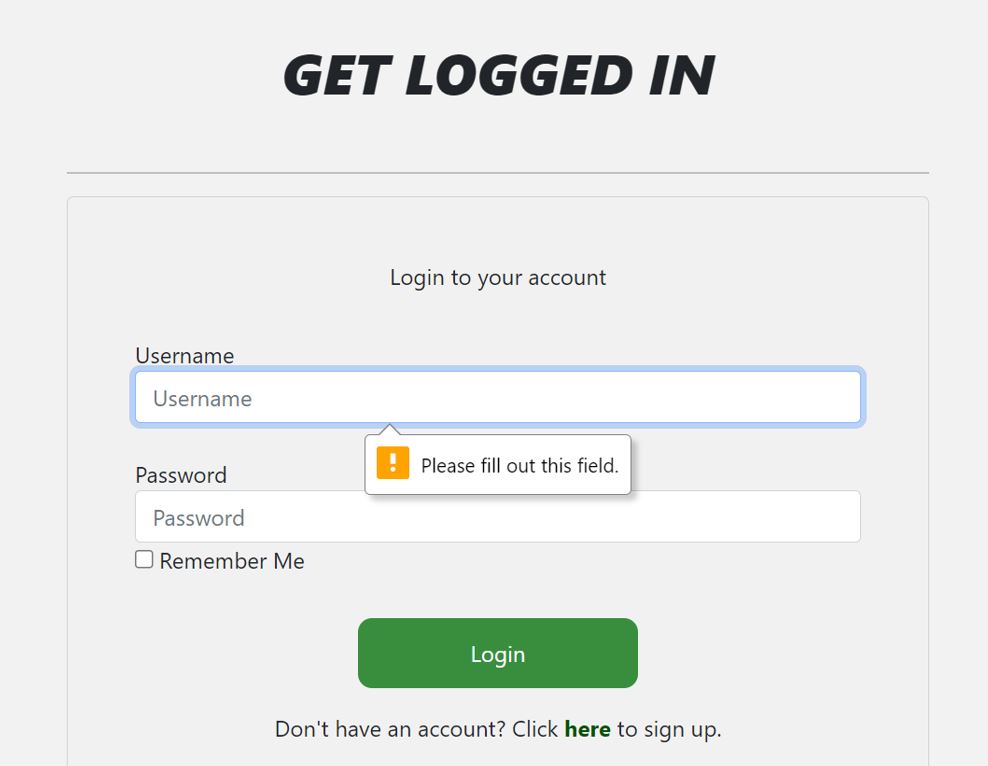 GET LOGGED IN
Login to your account
Username
Username
Please fill out this field.
Password
Password
Remember Me
Login
Don't have an account? Click here to sign up.